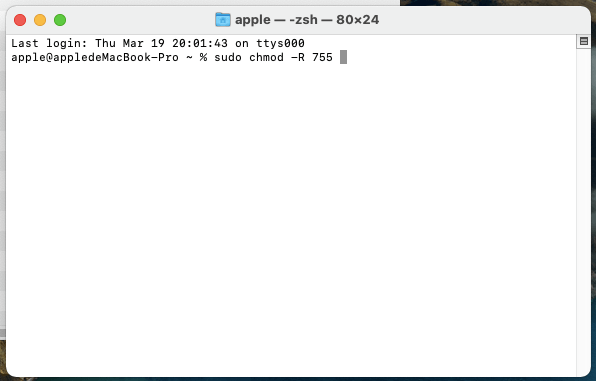 apple — -zsh — 80×24
Last login: Thu Mar 19 20:01:43 on ttys000
apple@appledeMacBook-Pro ~ % sudo chmod -R 755